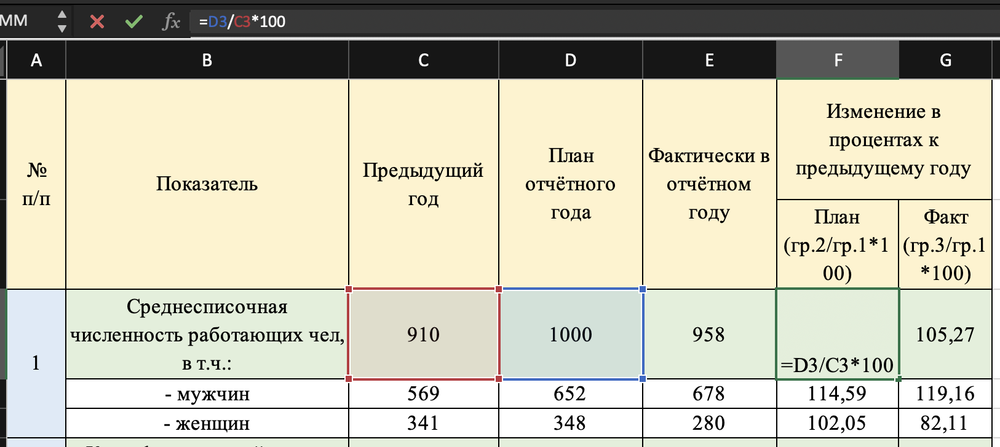 MM
fx
=D3/C3*100
A B C D E F G
№
п/п
Показатель
Предыдущий
год
План
отчётного
года
Фактически в
отчётном
году
Изменение в
процентах к
предыдущему году
План
(гр.2/гр.1*1
00)
Факт
(гр.3/гр.1
*100)
1
Среднесписочная
численность работающих чел,
в т.ч.:
910 1000 958 =D3/C3*100 105,27
- мужчин 569 652 678 114,59 119,16
- женщин 341 348 280 102,05 82,11